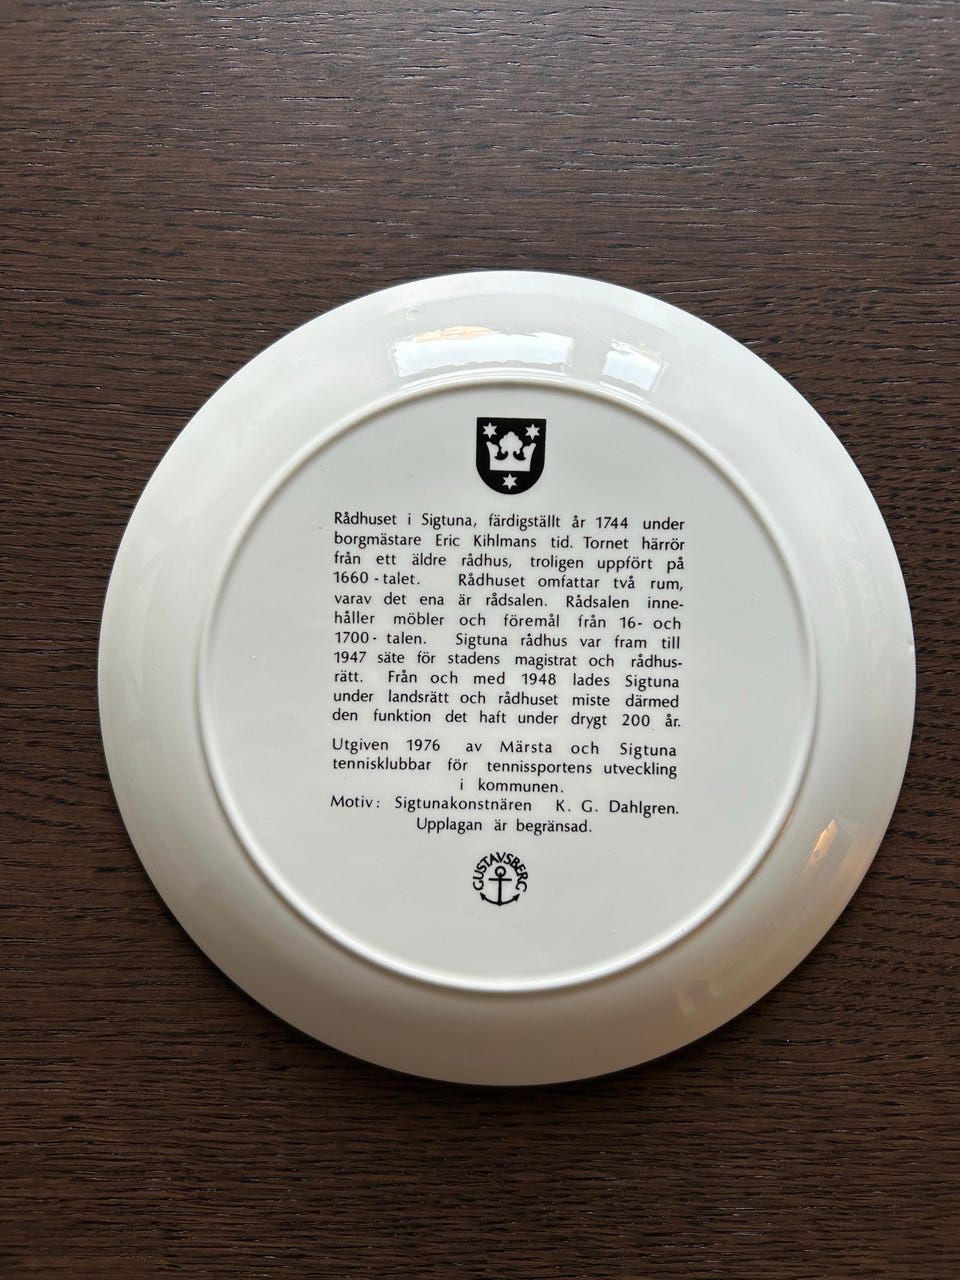 Rådhuset i Sigtuna, färdigställt år 1744 under
borgmästare Eric Kihlmans tid. Tornet härrör
från ett äldre rådhus, troligen uppfört på
1660-talet. Rådhuset omfattar två rum,
varav det ena är rådsalen. Rådsalen inne-
håller möbler och föremål från 16- och
1700-talen. Sigtuna rådhus var fram till
1947 säte för stadens magistrat och rådhus-
rätt. Från och med 1948 lades Sigtuna
under landsrätt och rådhuset miste därmed
den funktion det haft under drygt 200 år.
Utgiven 1976 av Märsta och Sigtuna
tennisklubbar för tennissportens utveckling
i kommunen.
Motiv: Sigtunakonstnären K. G. Dahlgren.
Upplagan är begränsad.
GUSTAVSBERG